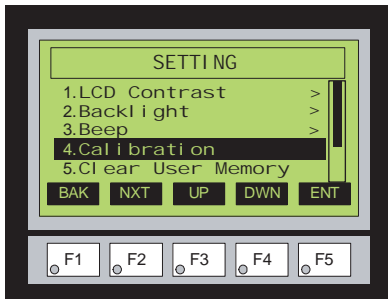 SETTING
1.LCD Contrast >
2.Backlight >
3.Beep >
4.Calibration
5.Clear User Memory
BAK NXT UP DWN ENT
F1 F2 F3 F4 F5